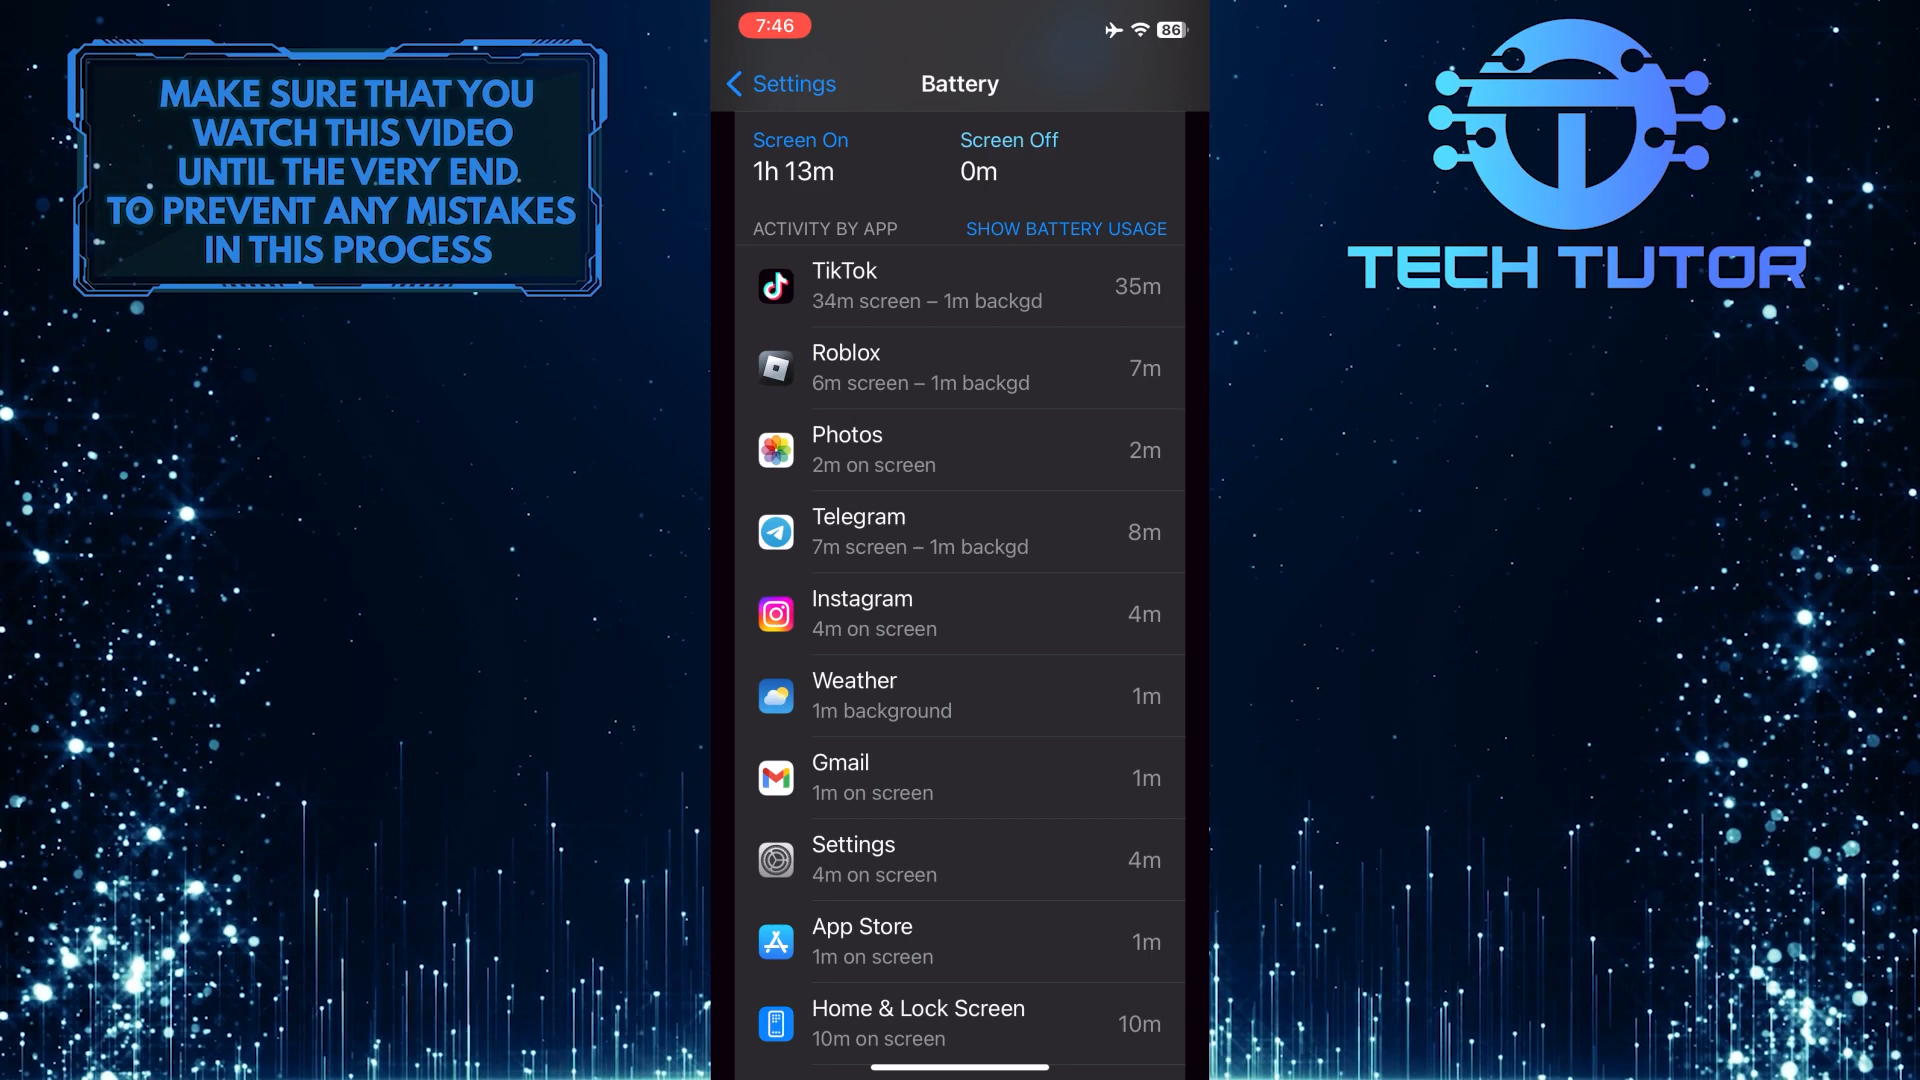 MAKE SURE THAT YOU
WATCH THIS VIDEO
UNTIL THE VERY END
TO PREVENT ANY MISTAKES
IN THIS PROCESS
7:46
86
Settings
Battery
Screen On
Screen Off
1h 13m
0m
ACTIVITY BY APP
SHOW BATTERY USAGE
TikTok
34m screen – 1m backgd
35m
Roblox
6m screen – 1m backgd
7m
Photos
2m on screen
2m
Telegram
7m screen – 1m backgd
8m
Instagram
4m on screen
4m
Weather
1m background
1m
Gmail
1m on screen
1m
Settings
4m on screen
4m
App Store
1m on screen
1m
Home & Lock Screen
10m on screen
10m
TECH TUTOR